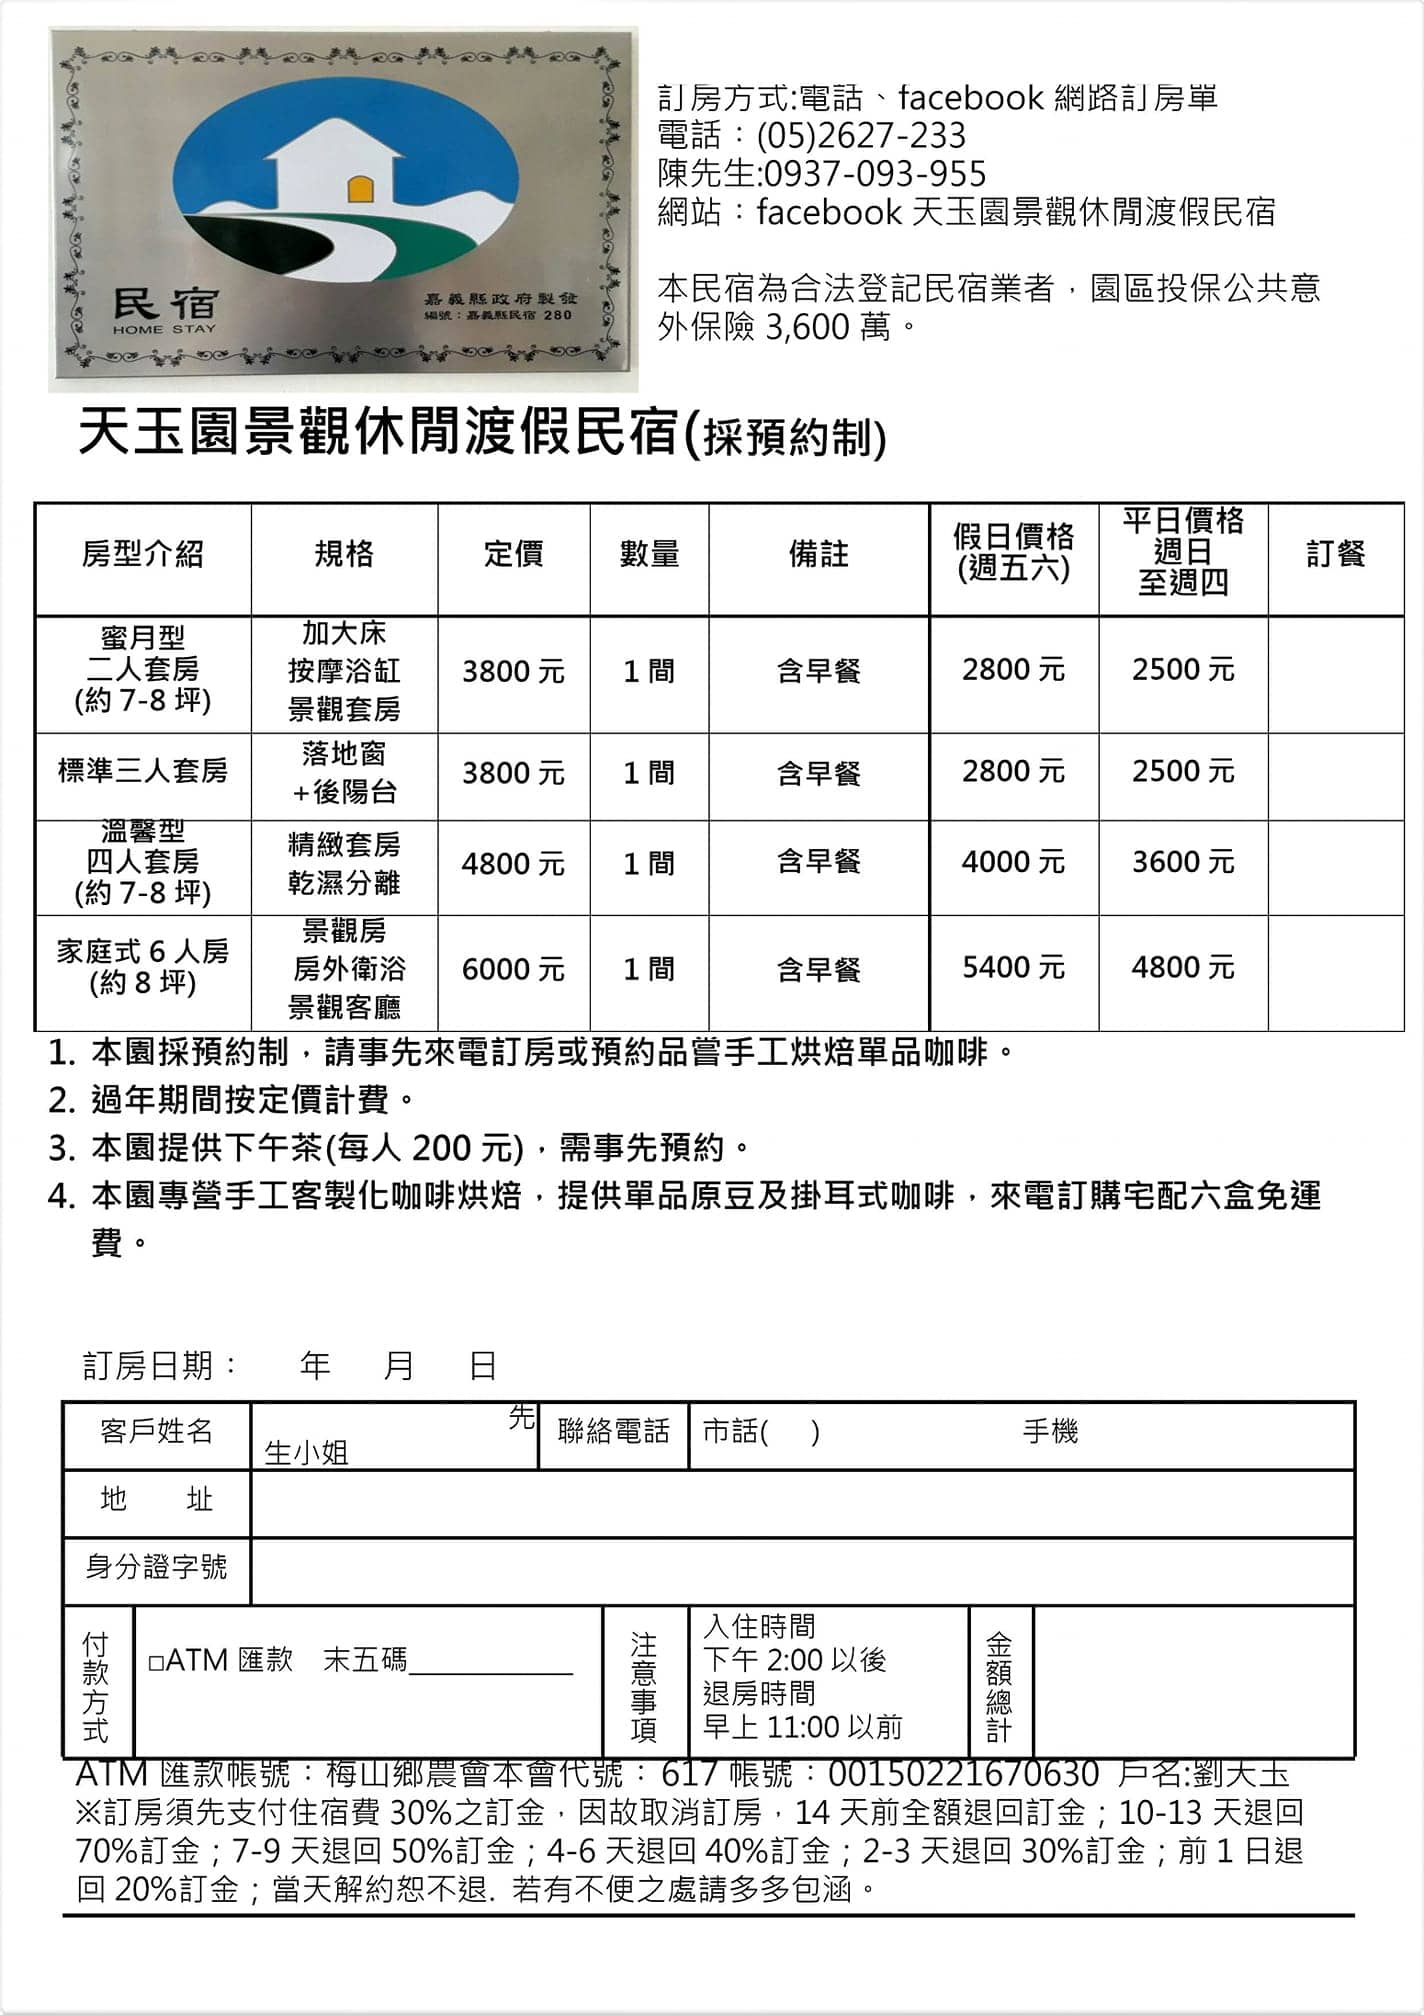 訂房方式:電話、facebook 網路訂房單
電話：(05)2627-233
陳先生:0937-093-955
網站：facebook 天玉園景觀休閒渡假民宿
本民宿為合法登記民宿業者，園區投保公共意
外保險 3,600 萬。
民宿
HOME STAY
嘉義縣政府製發
編號：嘉義縣民宿 280
天玉園景觀休閒渡假民宿(採預約制)
房型介紹 規格 定價 數量 備註 假日價格 (週五六) 平日價格 週日 至週四 訂餐
蜜月型 二人套房 (約 7-8 坪) 加大床 按摩浴缸 景觀套房 3800 元 1 間 含早餐 2800 元 2500 元
標準三人套房 落地窗 +後陽台 3800 元 1 間 含早餐 2800 元 2500 元
溫馨型 四人套房 (約 7-8 坪) 精緻套房 乾濕分離 4800 元 1 間 含早餐 4000 元 3600 元
家庭式 6 人房 (約 8 坪) 景觀房 房外衛浴 景觀客廳 6000 元 1 間 含早餐 5400 元 4800 元
1. 本園採預約制，請事先來電訂房或預約品嘗手工烘焙單品咖啡。
2. 過年期間按定價計費。
3. 本園提供下午茶(每人 200 元)，需事先預約。
4. 本園專營手工客製化咖啡烘焙，提供單品原豆及掛耳式咖啡，來電訂購宅配六盒免運
費。
訂房日期： 年 月 日
客戶姓名 先
生小姐 聯絡電話 市話( ) 手機
地 址
身分證字號
付款方式 □ATM 匯款 末五碼____________
注意事項
入住時間
下午 2:00 以後
退房時間
早上 11:00 以前
金額總計
ATM 匯款帳號：梅山鄉農會本會代號：617 帳號：00150221670630 戶名:劉天玉
※訂房須先支付住宿費 30%之訂金，因故取消訂房，14 天前全額退回訂金；10-13 天退回
70%訂金；7-9 天退回 50%訂金；4-6 天退回 40%訂金；2-3 天退回 30%訂金；前 1 日退
回 20%訂金；當天解約恕不退. 若有不便之處請多多包涵。